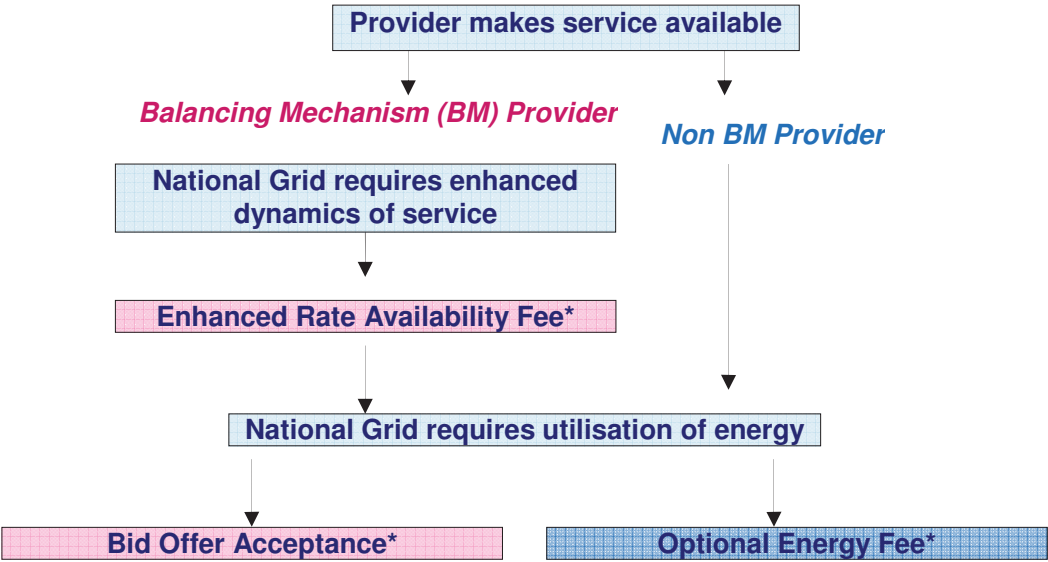 Provider makes service available
Balancing Mechanism (BM) Provider
Non BM Provider
National Grid requires enhanced
dynamics of service
Enhanced Rate Availability Fee*
National Grid requires utilisation of energy
Bid Offer Acceptance*
Optional Energy Fee*